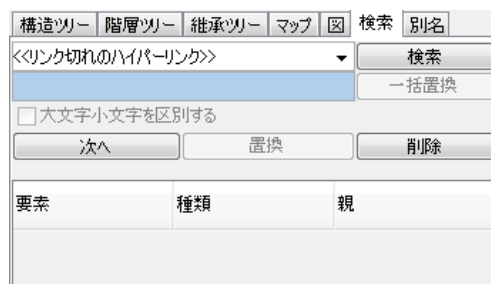 構造ツリー 階層ツリー 継承ツリー マップ 図 検索 別名
<<リンク切れのハイパーリンク>> 検索
一括置換
大文字小文字を区別する
次へ 置換 削除
要素 種類 親